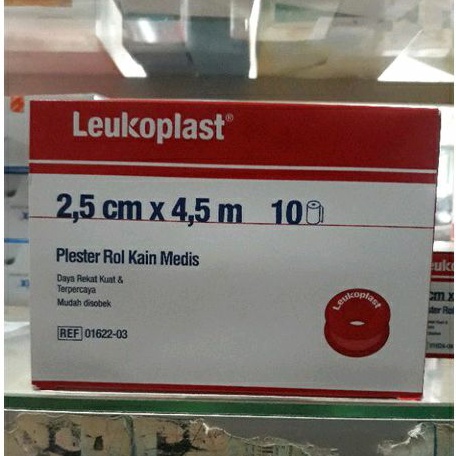 Leukoplast®
2,5 cm x 4,5 m 10
Plester Rol Kain Medis
Daya Rekat Kuat &
Terpercaya
Mudah disobek
REF 01622-03
Leukoplast